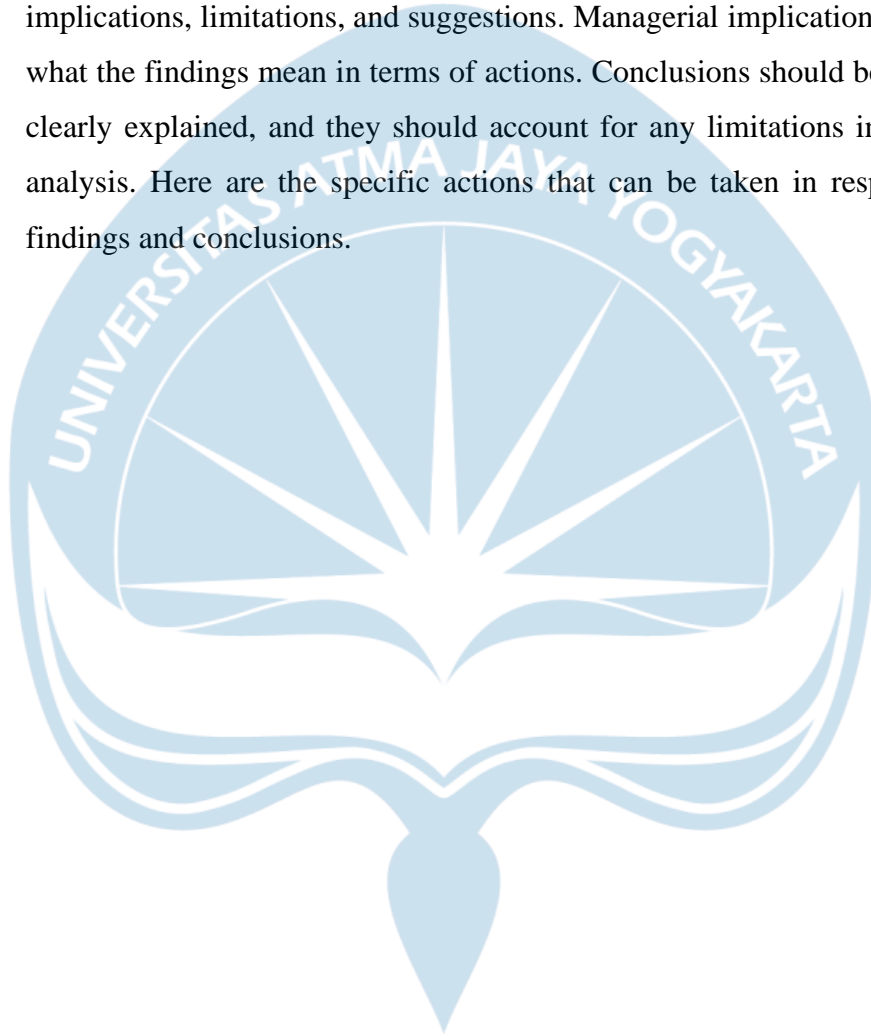 implications, limitations, and suggestions. Managerial implication
what the findings mean in terms of actions. Conclusions should be
clearly explained, and they should account for any limitations in
analysis. Here are the specific actions that can be taken in resp
findings and conclusions.
UNIVERSITAS ATMA JAYA YOGYAKARTA